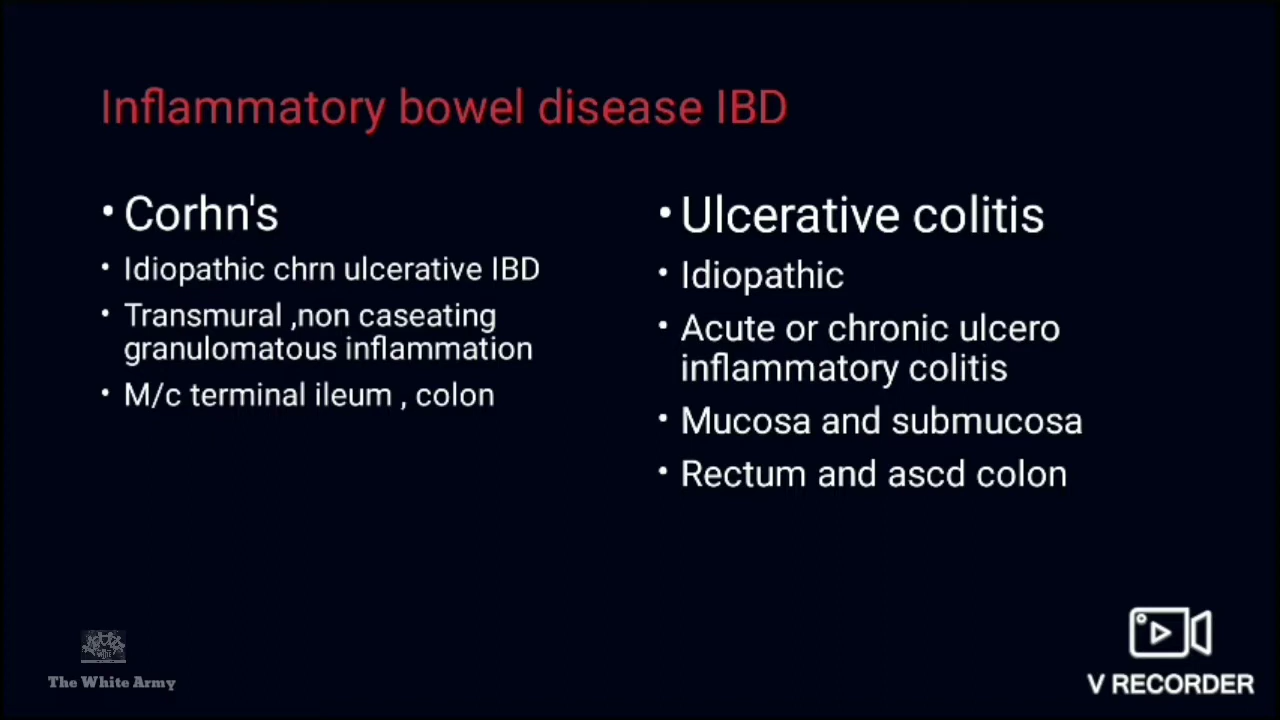 Inflammatory bowel disease IBD
• Corhn's
• Idiopathic chrn ulcerative IBD
• Transmural ,non caseating
granulomatous inflammation
• M/c terminal ileum , colon
• Ulcerative colitis
• Idiopathic
• Acute or chronic ulcero
inflammatory colitis
• Mucosa and submucosa
• Rectum and ascd colon
The White Army
V RECORDER